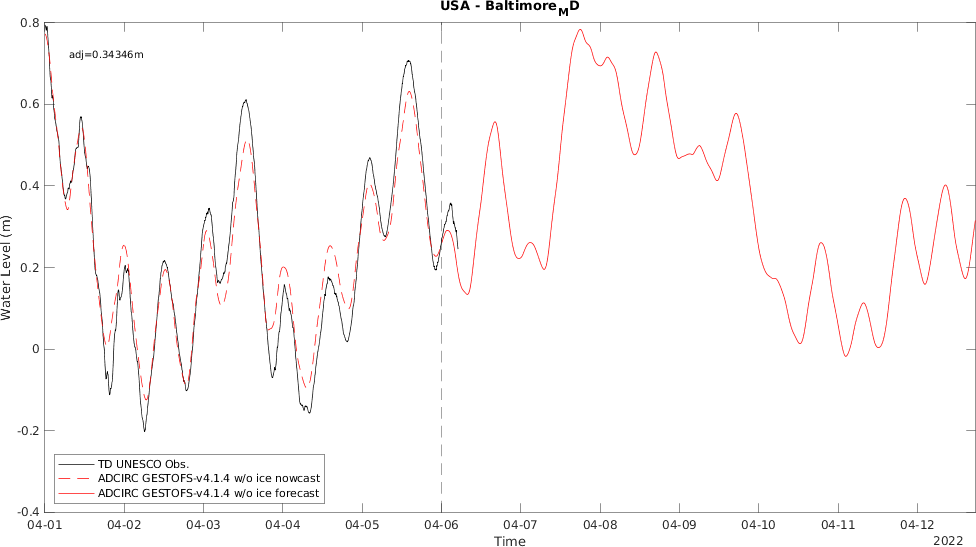 USA - Baltimore_MD
adj=0.34346m
0.8
0.6
0.4
0.2
0
-0.2
-0.4
Water Level (m)
TD UNESCO Obs.
ADCIRC GESTOFS-v4.1.4 w/o ice nowcast
ADCIRC GESTOFS-v4.1.4 w/o ice forecast
04-01 04-02 04-03 04-04 04-05 04-06 04-07 04-08 04-09 04-10 04-11 04-12
Time
2022